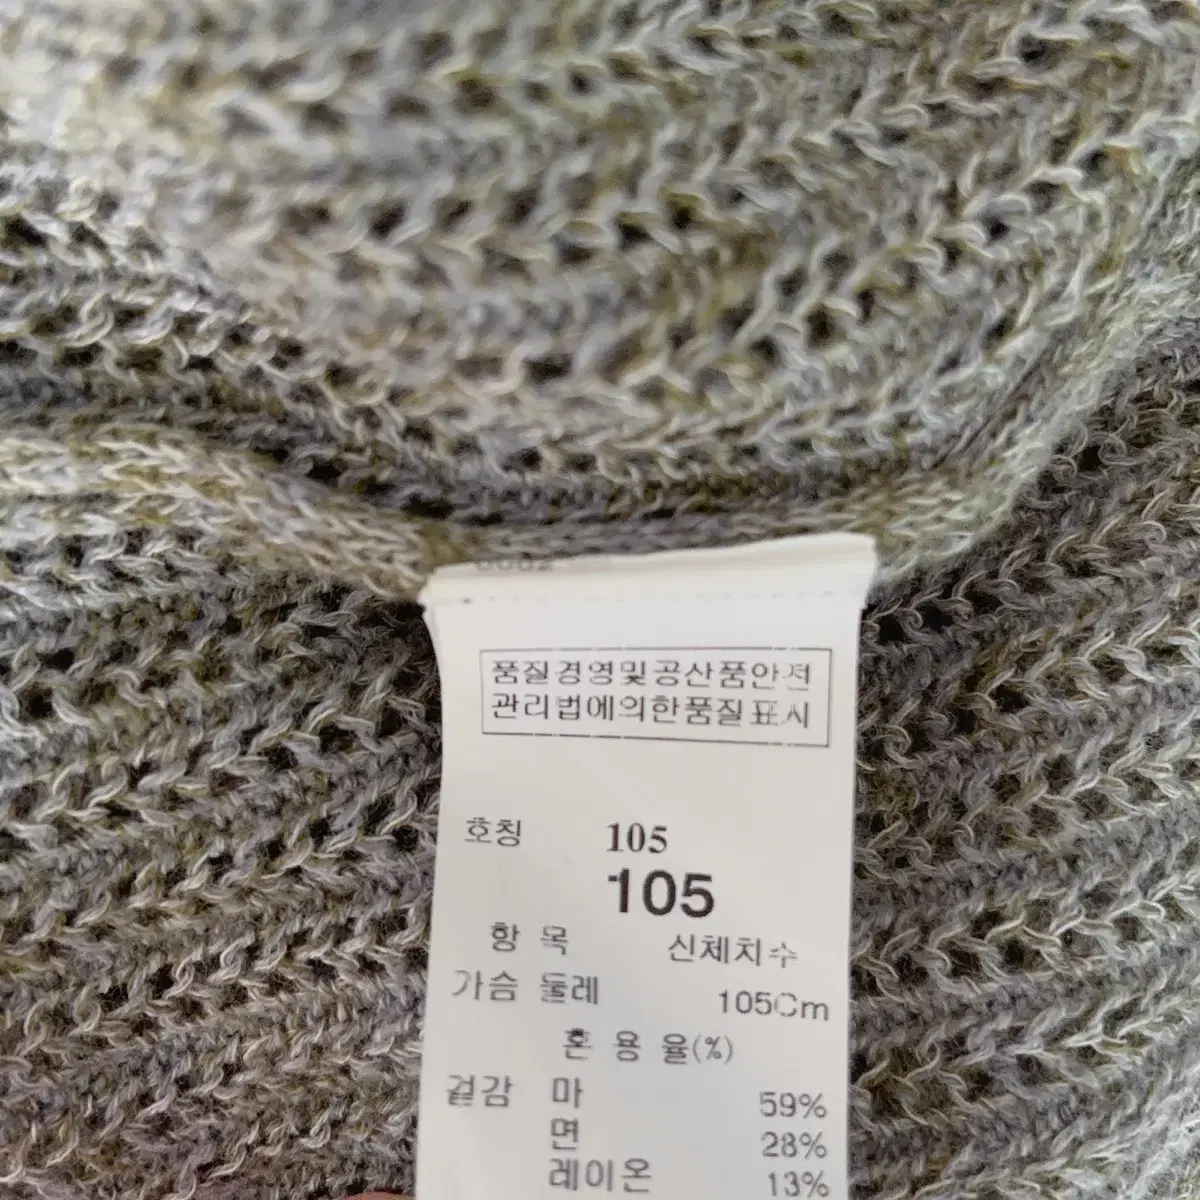 품질경영및공산품안전
관리법에의한품질표시
호칭 105
105
항 목 신체치수
가슴 둘레 105Cm
혼 용 율(%)
겉감 마 59%
면 28%
레이온 13%